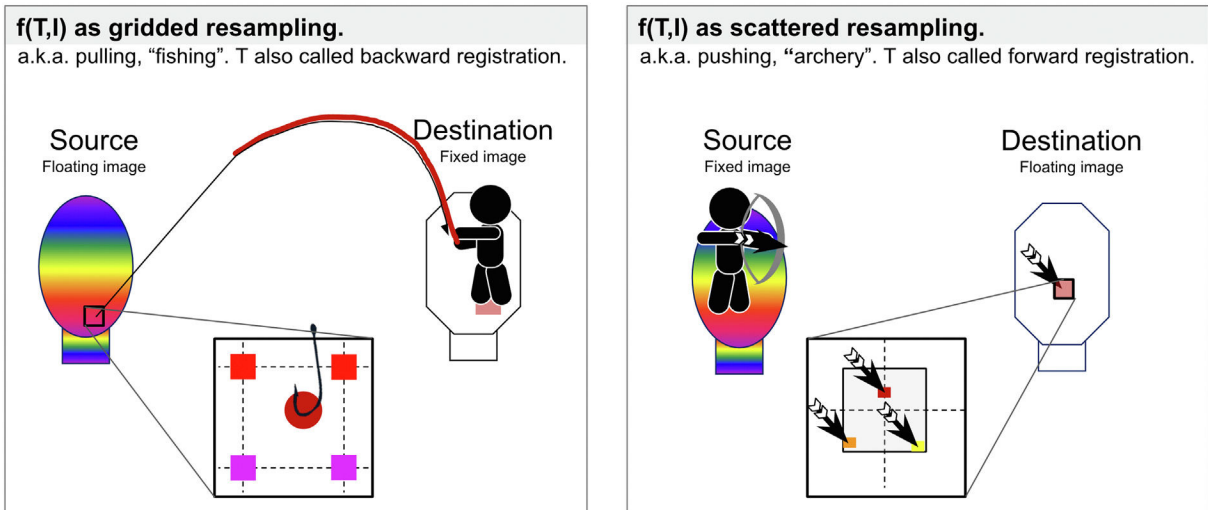 f(T,I) as gridded resampling.
a.k.a. pulling, “fishing”. T also called backward registration.
Source
Floating image
Destination
Fixed image
f(T,I) as scattered resampling.
a.k.a. pushing, “archery”. T also called forward registration.
Source
Fixed image
Destination
Floating image